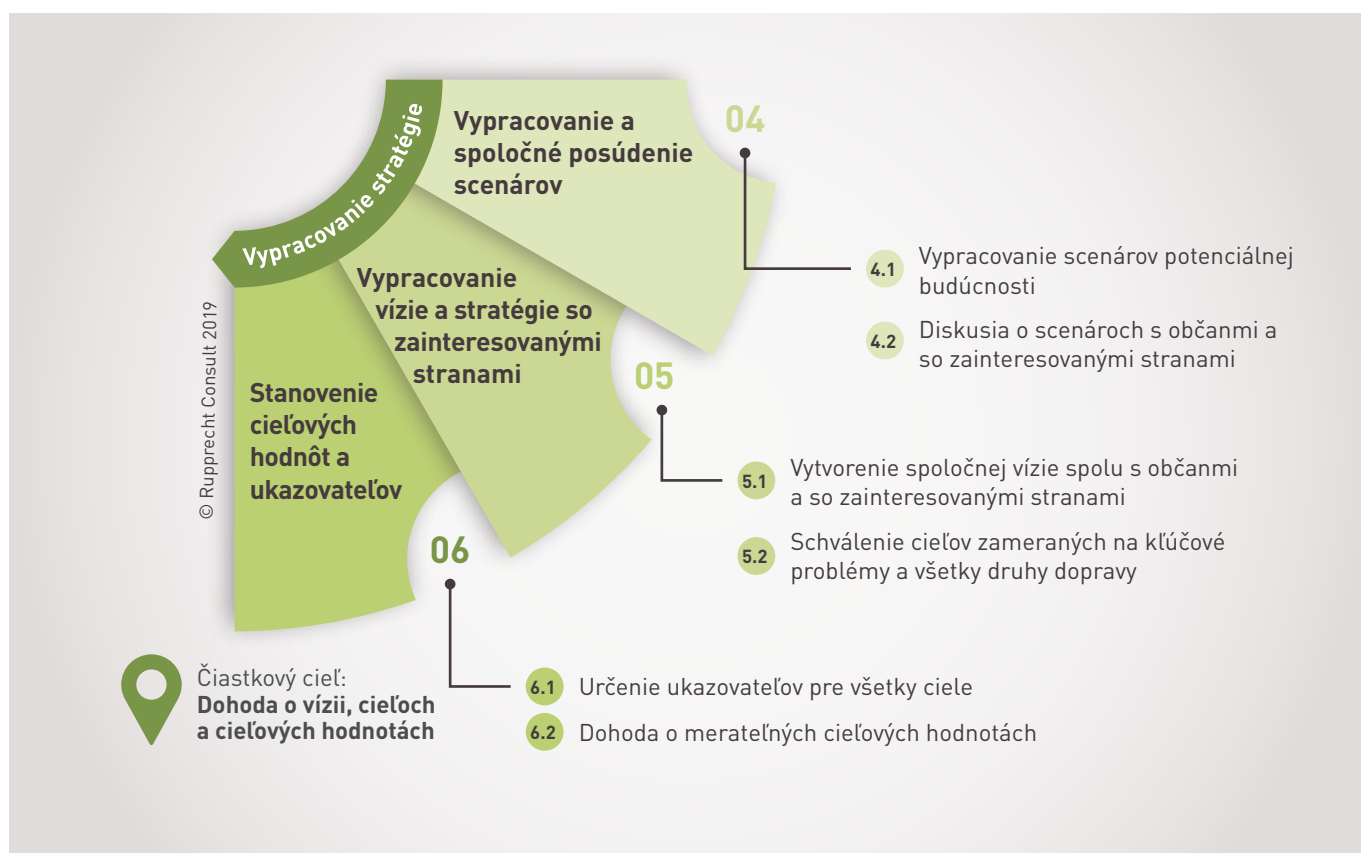 Vypracovanie stratégie
Vypracovanie a
spoločné posúdenie
scenárov
04
4.1
Vypracovanie scenárov potenciálnej
budúcnosti
4.2
Diskusia o scenároch s občanmi a
so zainteresovanými stranami
Vypracovanie
vízie a stratégie so
zainteresovanými
stranami
05
5.1
Vytvorenie spoločnej vízie spolu s občanmi
a so zainteresovanými stranami
5.2
Schválenie cieľov zameraných na kľúčové
problémy a všetky druhy dopravy
Stanovenie
cieľových
hodnôt a
ukazovateľov
06
6.1
Určenie ukazovateľov pre všetky ciele
6.2
Dohoda o merateľných cieľových hodnotách
Čiastkový cieľ:
Dohoda o vízii, cieľoch
a cieľových hodnotách
© Rupprecht Consult 2019